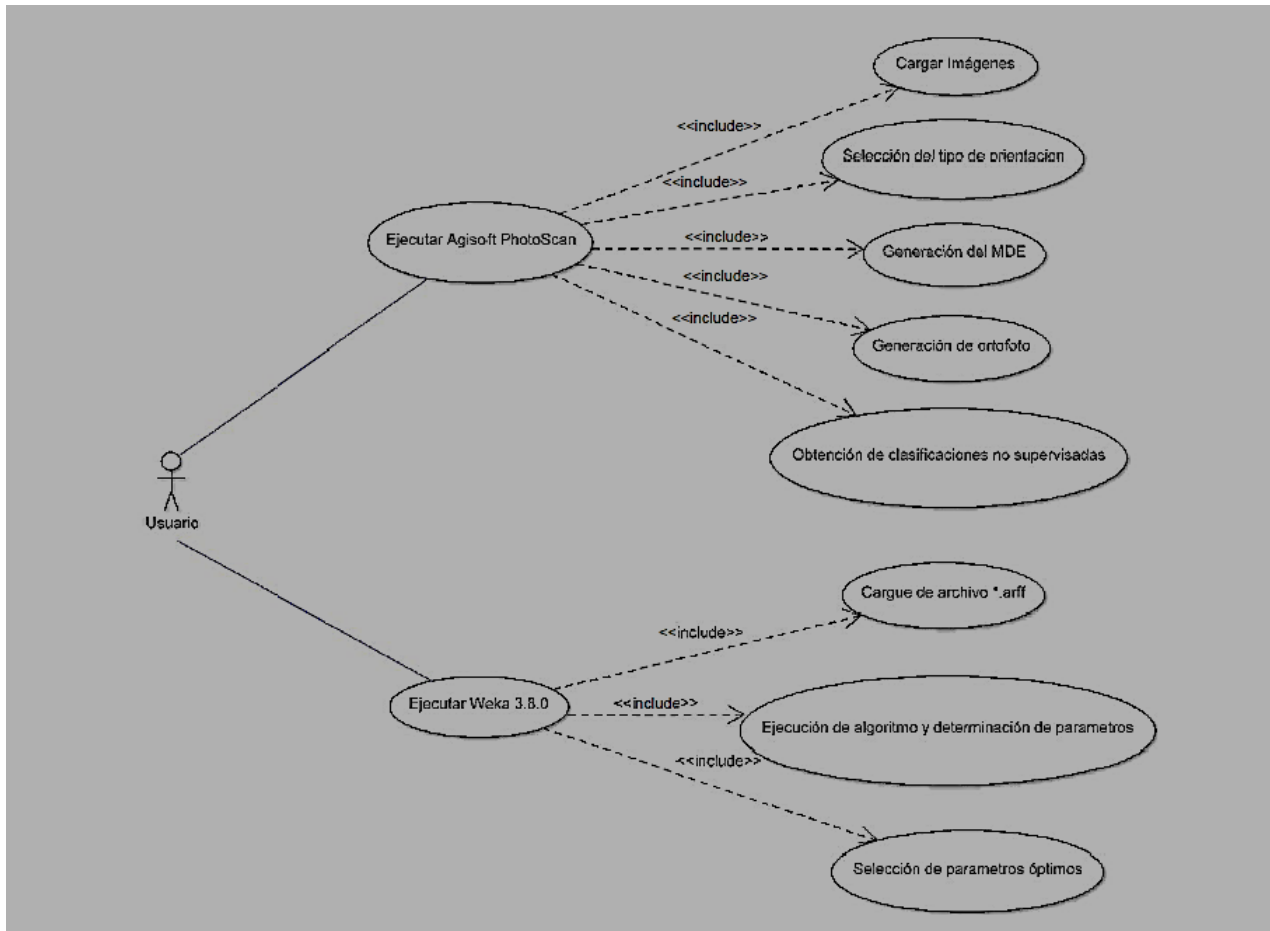 Cargar Imágenes
<<include>>
Selección del tipo de orientacion
<<include>>
Ejecutar Agisoft PhotoScan
<<include>>
Generación del MDE
<<include>>
<<include>>
Generación de ortofoto
Obtención de clasificaciones no supervisadas
Usuario
Cargue de archivo *.arff
<<include>>
Ejecutar Weka 3.8.0
<<include>>
Ejecución de algoritmo y determinación de parametros
<<include>>
Selección de parametros óptimos